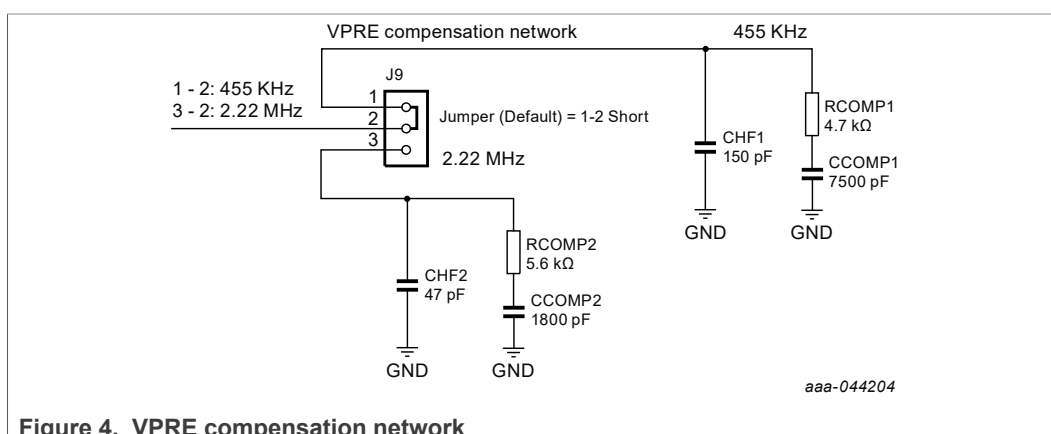 VPRE compensation network
455 KHz
J9
1 - 2: 455 KHz
3 - 2: 2.22 MHz
1
2
3
Jumper (Default) = 1-2 Short
2.22 MHz
RCOMP1
4.7 kΩ
CHF1
150 pF
CCOMP1
7500 pF
GND
GND
RCOMP2
5.6 kΩ
CHF2
47 pF
CCOMP2
1800 pF
GND
GND
aaa-044204
Figure 4. VPRE compensation network